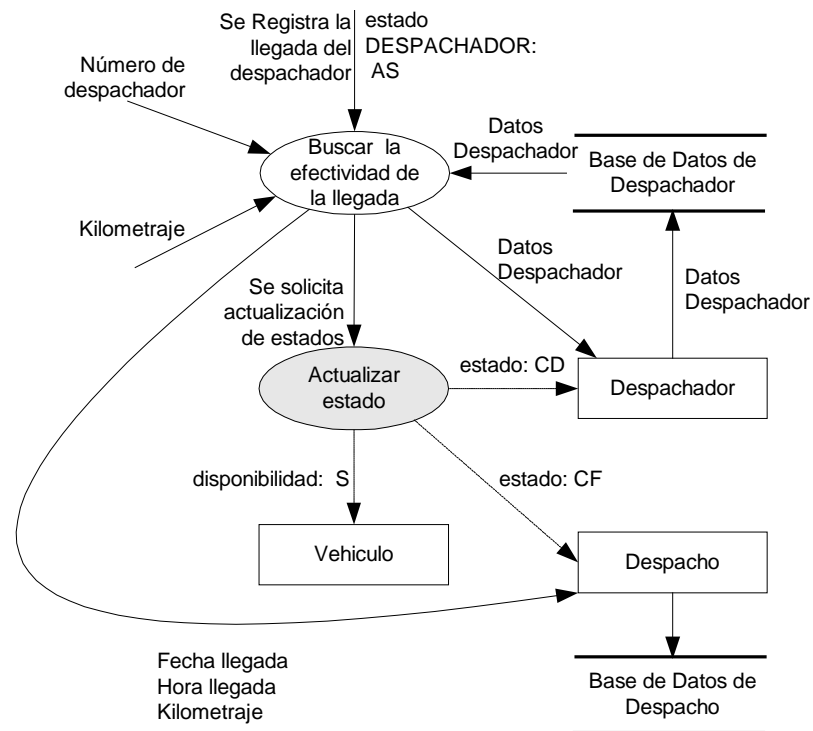 Se Registra la
llegada del
despachador
estado
DESPACHADOR:
AS
Número de
despachador
Buscar la
efectividad de
la llegada
Datos
Despachador
Base de Datos de
Despachador
Kilometraje
Datos
Despachador
Datos
Despachador
Se solicita
actualización
de estados
Actualizar
estado
estado: CD
Despachador
disponibilidad: S
estado: CF
Vehiculo
Despacho
Fecha llegada
Hora llegada
Kilometraje
Base de Datos de
Despacho